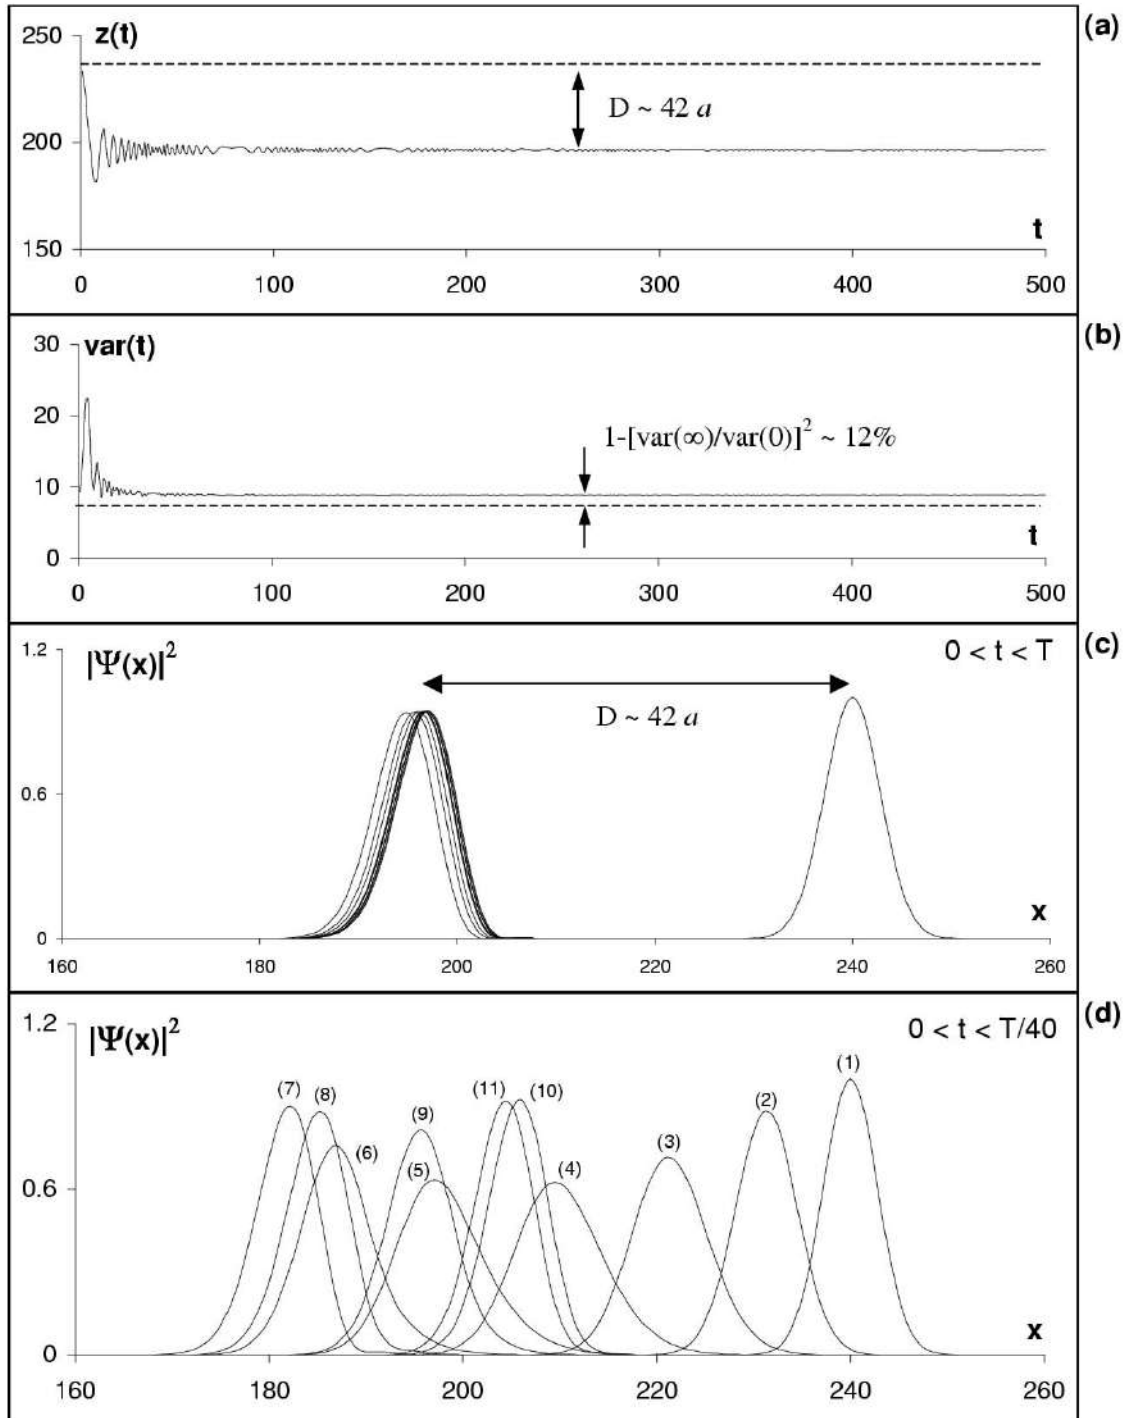 (a)
250
z(t)
D ~ 42 a
200
t
150
0 100 200 300 400 500
(b)
30
var(t)
20
1-[var(∞)/var(0)]² ~ 12%
10
t
0
0 100 200 300 400 500
(c)
1.2
|Ψ(x)|²
0 < t < T
D ~ 42 a
0.6
x
0
160 180 200 220 240 260
(d)
1.2
|Ψ(x)|²
0 < t < T/40
(1)
(7) (8) (11) (10) (2)
(9)
(6) (5) (4) (3)
0.6
x
0
160 180 200 220 240 260